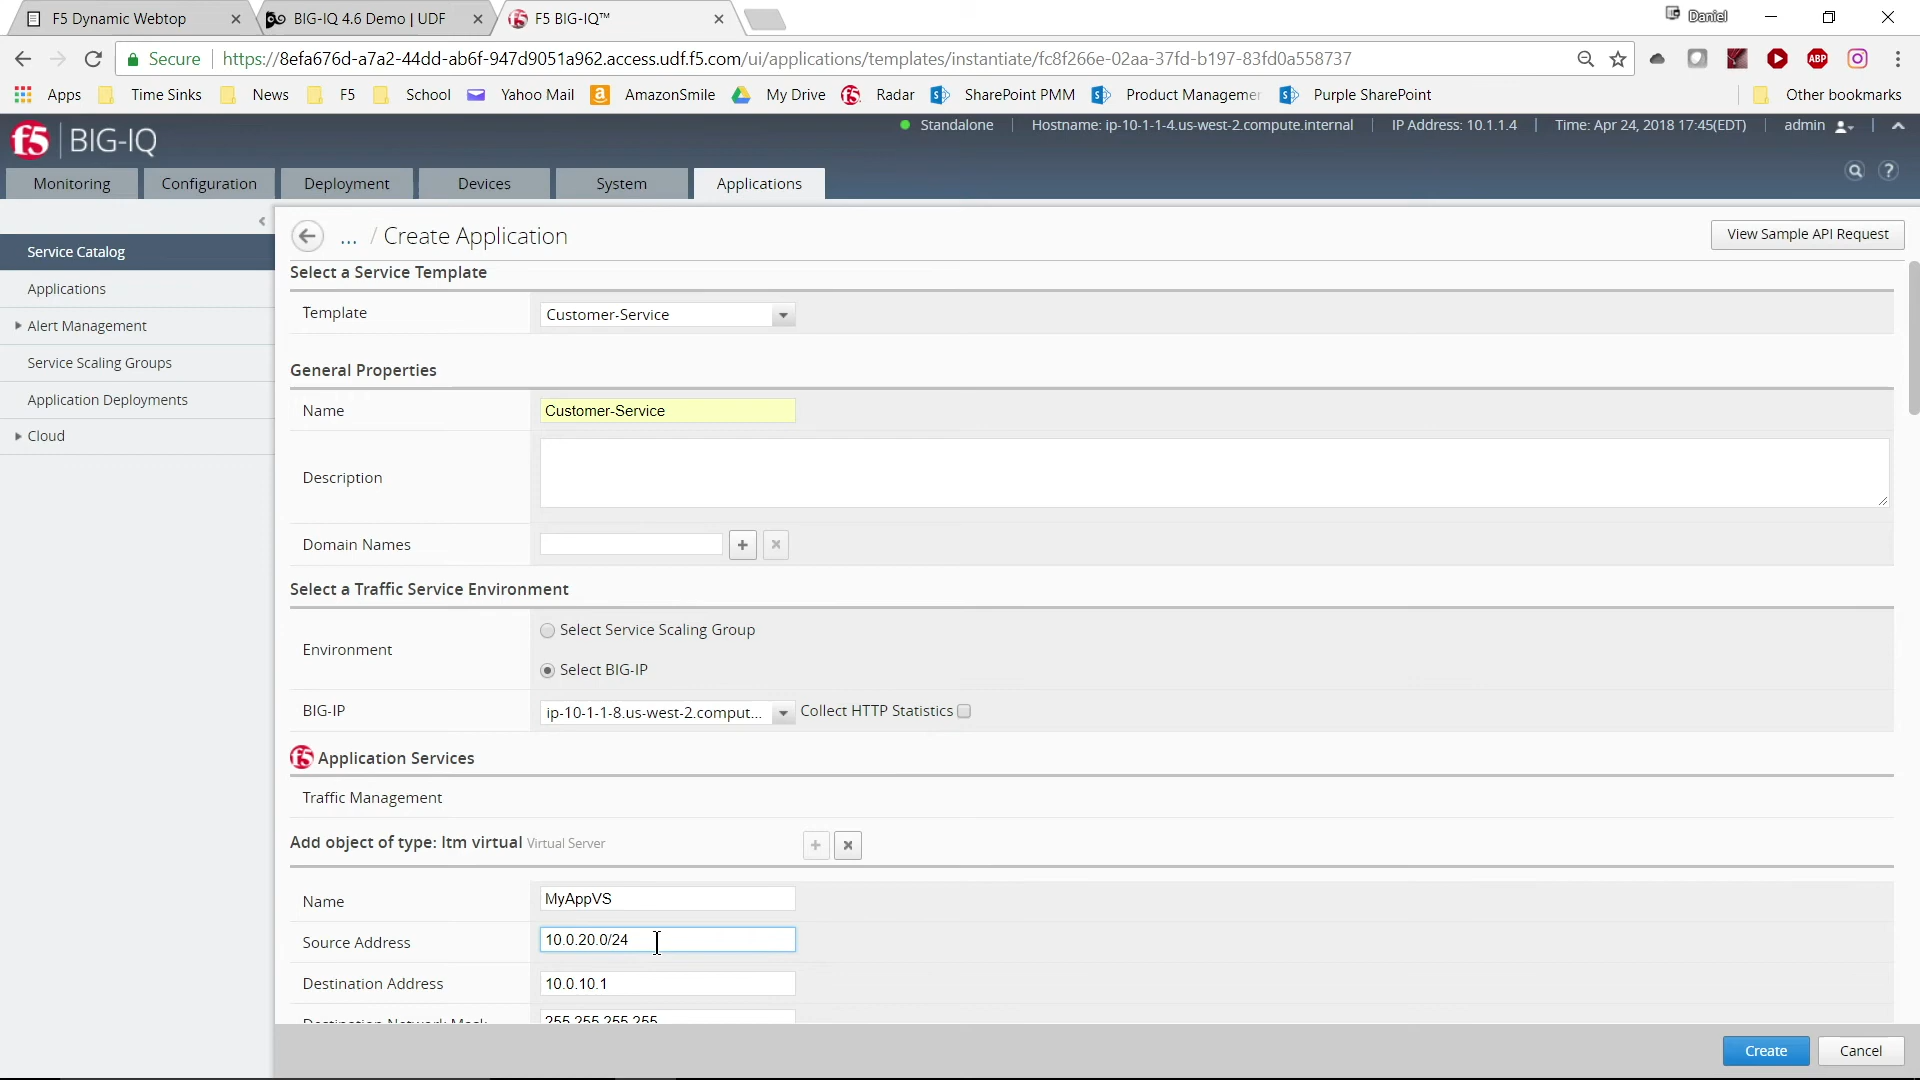 F5 Dynamic Webtop
BIG-IQ 4.6 Demo | UDF
F5 BIG-IQ™
Daniel
Secure
https://8efa676d-a7a2-44dd-ab6f-947d9051a962.access.udf.f5.com/ui/applications/templates/instantiate/fc8f266e-02aa-37fd-b197-83fd0a558737
ABP
Apps
Time Sinks
News
F5
School
Yahoo Mail
AmazonSmile
My Drive
Radar
SharePoint PMM
Product Managemer
Purple SharePoint
Other bookmarks
f5 BIG-IQ
Standalone
Hostname: ip-10-1-1-4.us-west-2.compute.internal
IP Address: 10.1.1.4
Time: Apr 24, 2018 17:45(EDT)
admin
Monitoring
Configuration
Deployment
Devices
System
Applications
Service Catalog
Applications
Alert Management
Service Scaling Groups
Application Deployments
Cloud
... / Create Application
View Sample API Request
Select a Service Template
Template
Customer-Service
General Properties
Name
Customer-Service
Description
Domain Names
Select a Traffic Service Environment
Environment
Select Service Scaling Group
Select BIG-IP
BIG-IP
ip-10-1-1-8.us-west-2.comput...
Collect HTTP Statistics
f5 Application Services
Traffic Management
Add object of type: ltm virtual Virtual Server
Name
MyAppVS
Source Address
10.0.20.0/24
Destination Address
10.0.10.1
Destination Network Mask
255.255.255.255
Create
Cancel